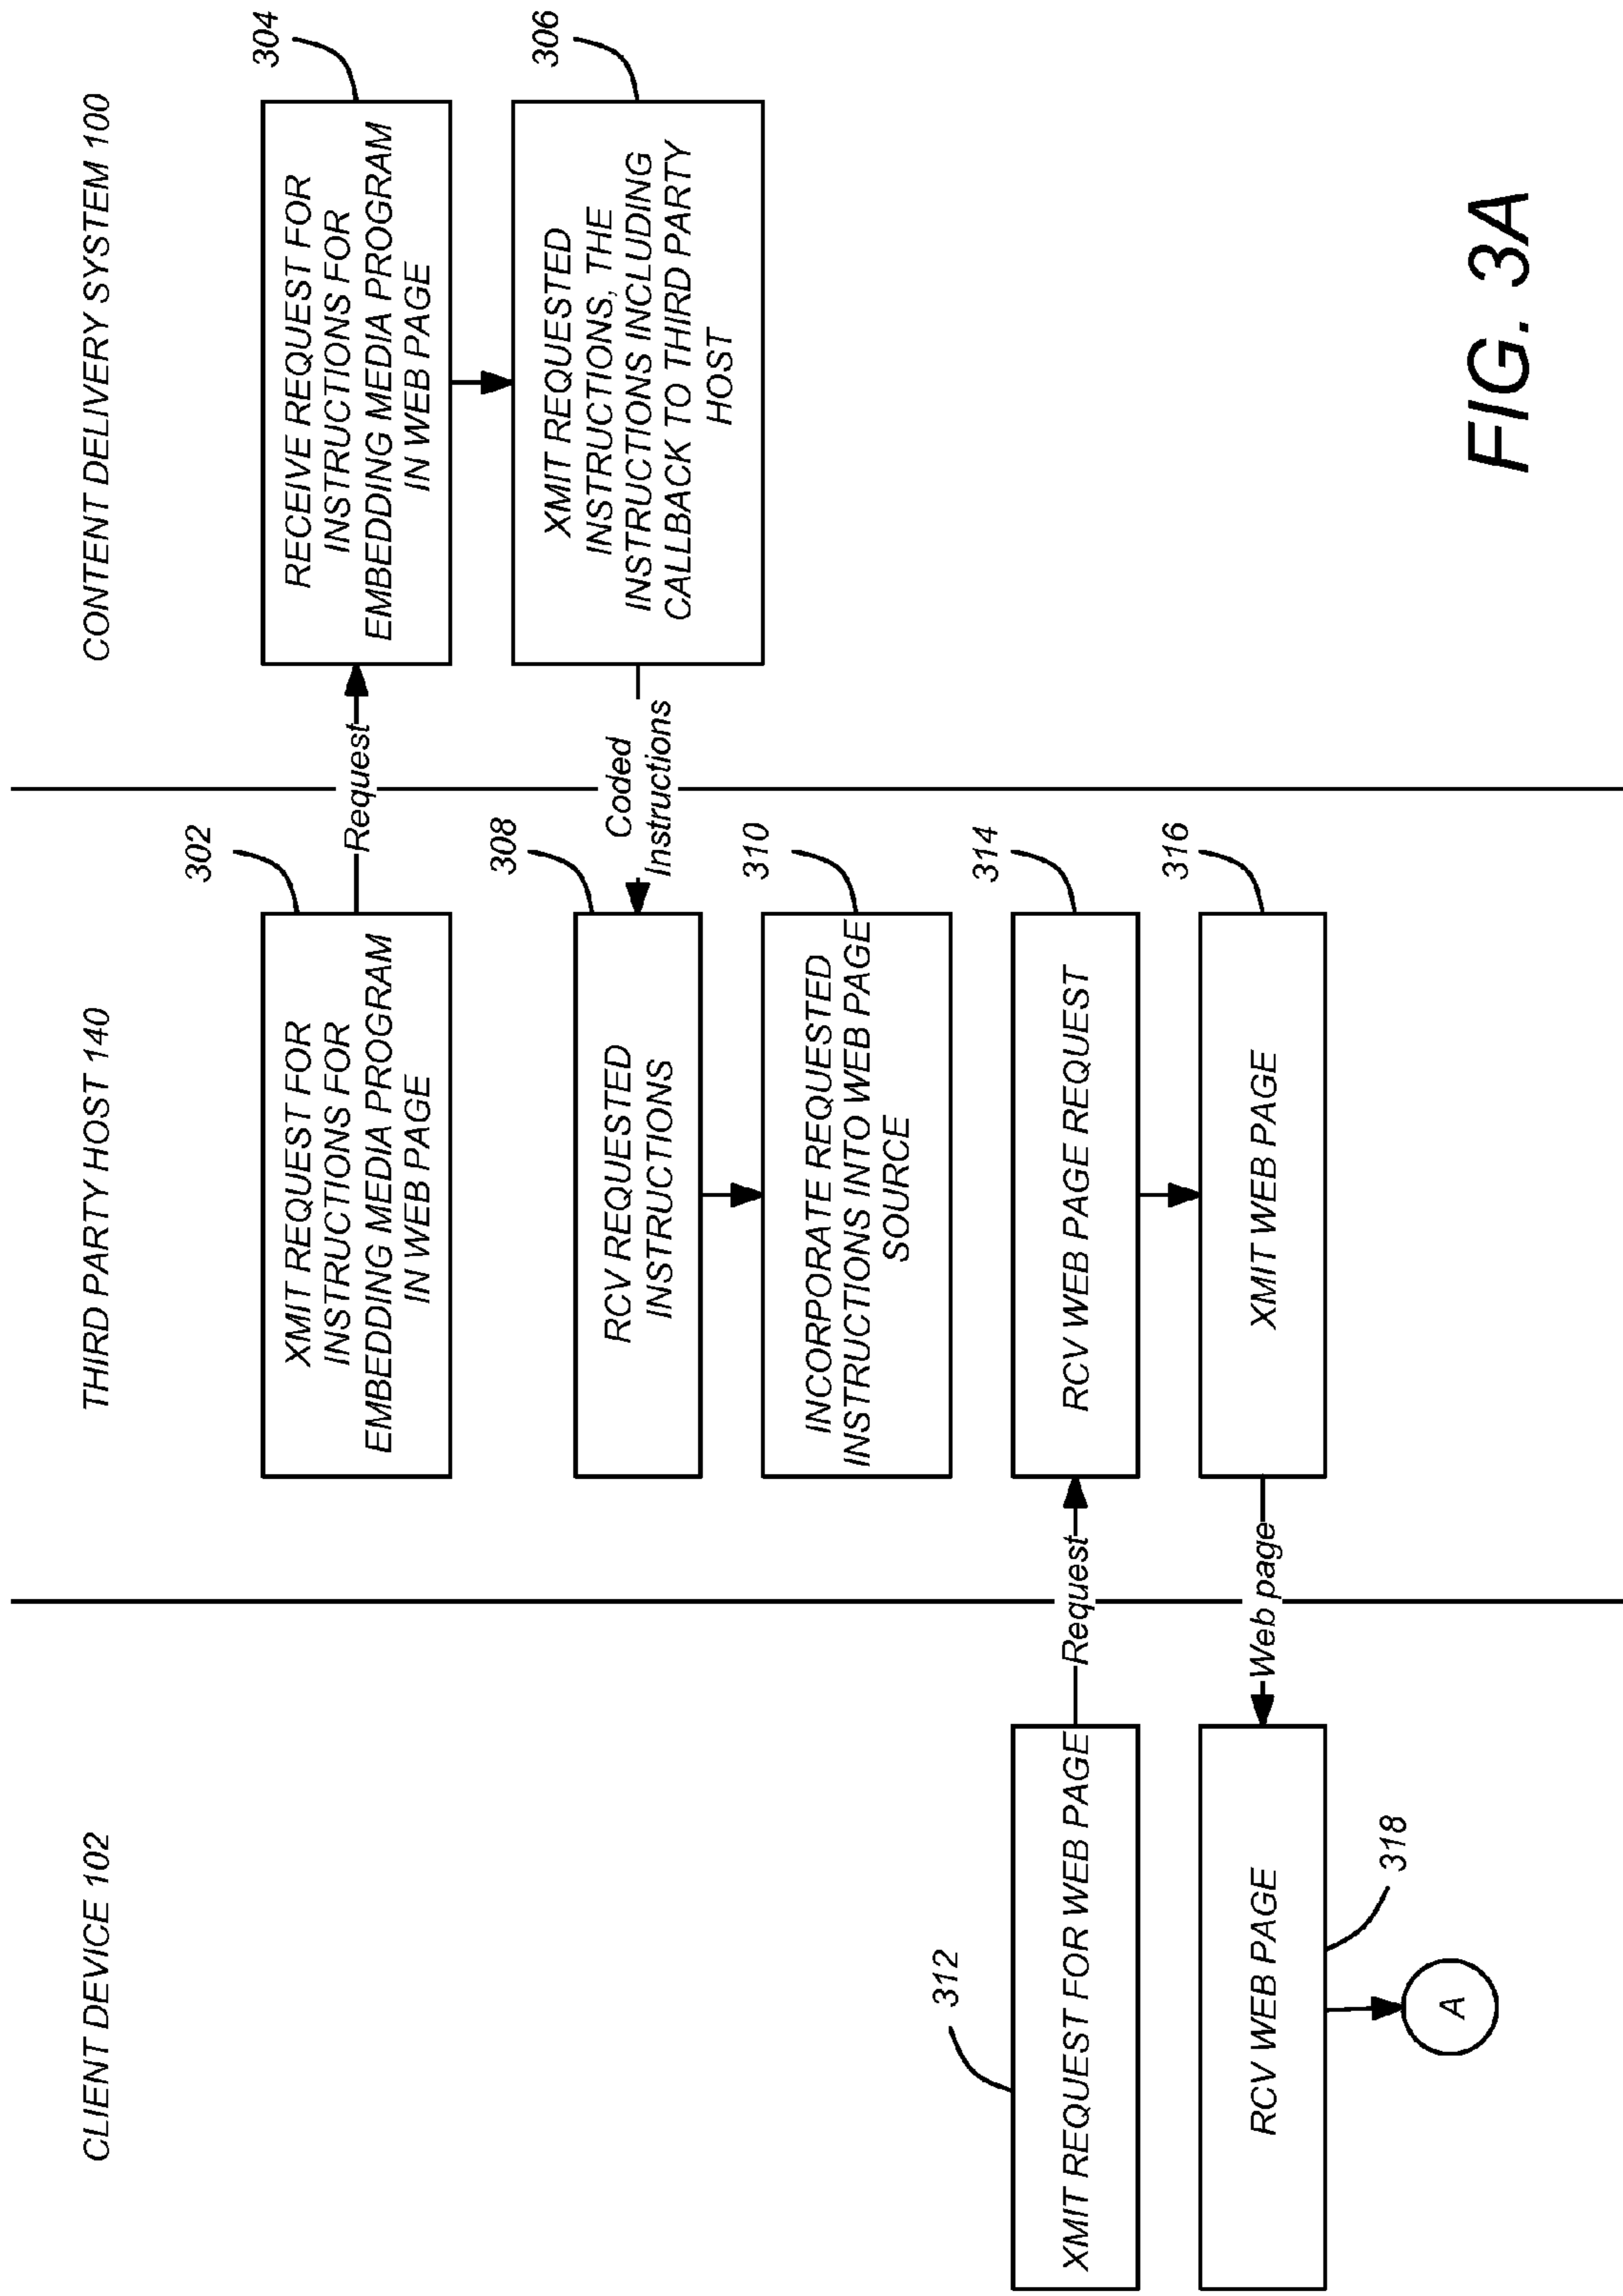 CLIENT DEVICE 102
THIRD PARTY HOST 140
CONTENT DELIVERY SYSTEM 100
302
XMIT REQUEST FOR
INSTRUCTIONS FOR
EMBEDDING MEDIA PROGRAM
IN WEB PAGE
Request
304
RECEIVE REQUEST FOR
INSTRUCTIONS FOR
EMBEDDING MEDIA PROGRAM
IN WEB PAGE
306
XMIT REQUESTED
INSTRUCTIONS, THE
INSTRUCTIONS INCLUDING
CALLBACK TO THIRD PARTY
HOST
Coded
Instructions
308
RCV REQUESTED
INSTRUCTIONS
310
INCORPORATE REQUESTED
INSTRUCTIONS INTO WEB PAGE
SOURCE
312
XMIT REQUEST FOR WEB PAGE
Request
314
RCV WEB PAGE REQUEST
316
XMIT WEB PAGE
Web page
RCV WEB PAGE
318
A
FIG. 3A